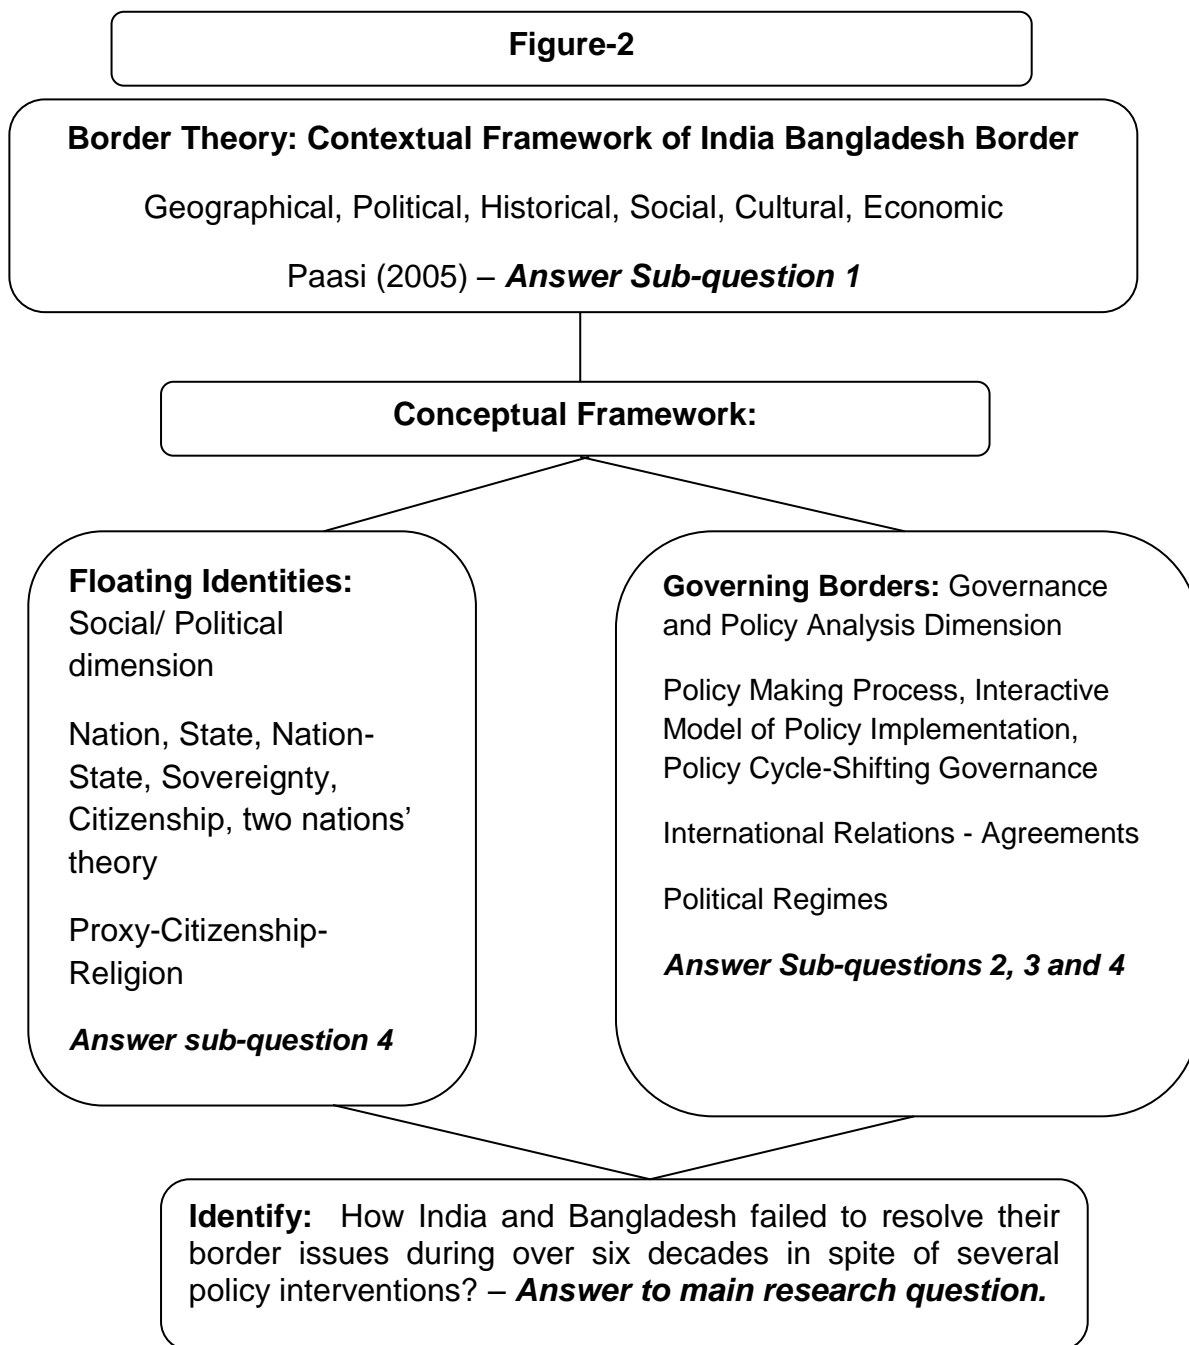 Figure-2
Border Theory: Contextual Framework of India Bangladesh Border
Geographical, Political, Historical, Social, Cultural, Economic
Paasi (2005) – Answer Sub-question 1
Conceptual Framework:
Floating Identities:
Social/ Political
dimension
Nation, State, Nation-
State, Sovereignty,
Citizenship, two nations’
theory
Proxy-Citizenship-
Religion
Answer sub-question 4
Governing Borders: Governance
and Policy Analysis Dimension
Policy Making Process, Interactive
Model of Policy Implementation,
Policy Cycle-Shifting Governance
International Relations - Agreements
Political Regimes
Answer Sub-questions 2, 3 and 4
Identify: How India and Bangladesh failed to resolve their
border issues during over six decades in spite of several
policy interventions? – Answer to main research question.